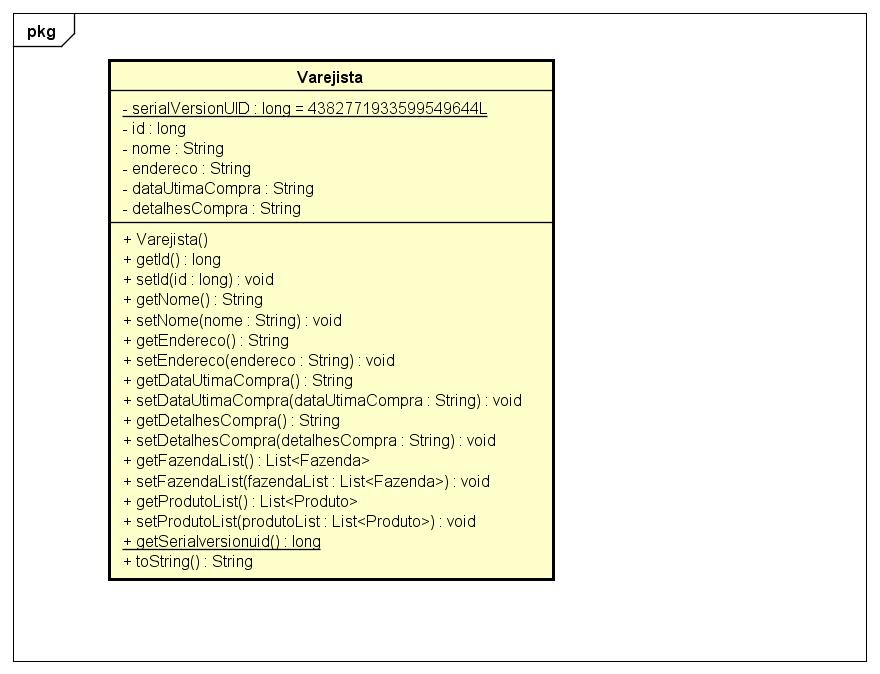 pkg
Varejista
- serialVersionUID : long = 4382771933599549644L
- id : long
- nome : String
- endereco : String
- dataUtimaCompra : String
- detalhesCompra : String
+ Varejista()
+ getId() : long
+ setId(id : long) : void
+ getNome() : String
+ setNome(nome : String) : void
+ getEndereco() : String
+ setEndereco(endereco : String) : void
+ getDataUtimaCompra() : String
+ setDataUtimaCompra(dataUtimaCompra : String) : void
+ getDetalhesCompra() : String
+ setDetalhesCompra(detalhesCompra : String) : void
+ getFazendaList() : List<Fazenda>
+ setFazendaList(fazendaList : List<Fazenda>) : void
+ getProdutoList() : List<Produto>
+ setProdutoList(produtoList : List<Produto>) : void
+ getSerialversionuid() : long
+ toString() : String